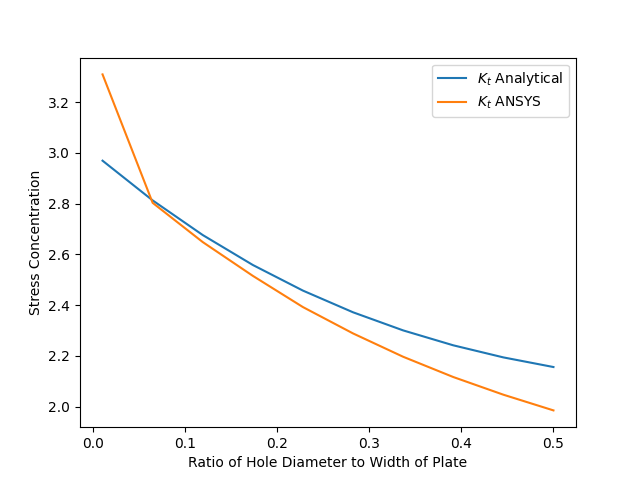 K_t Analytical
K_t ANSYS
3.2
3.0
2.8
2.6
2.4
2.2
2.0
Stress Concentration
0.0 0.1 0.2 0.3 0.4 0.5
Ratio of Hole Diameter to Width of Plate